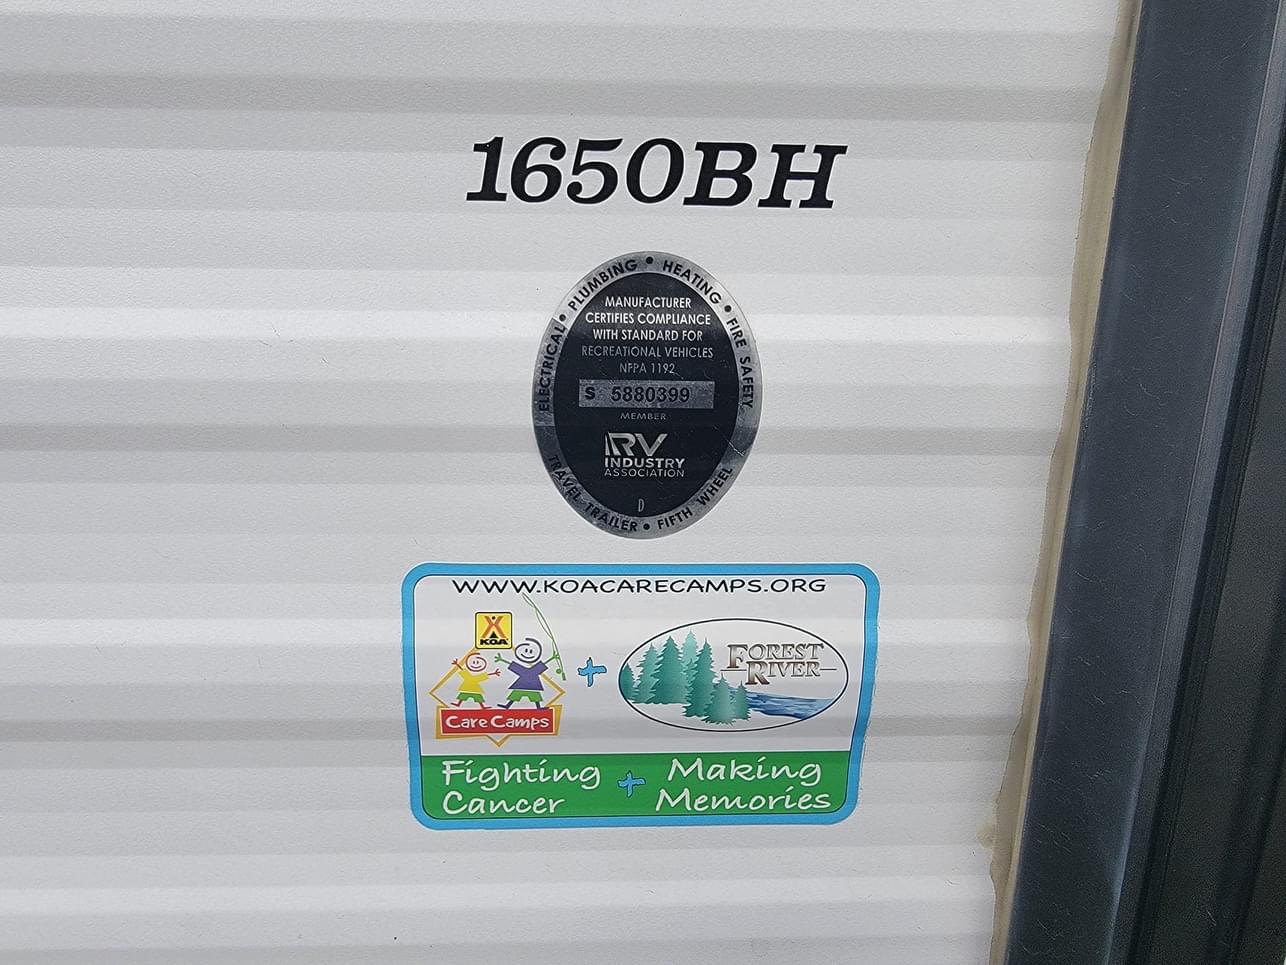 1650BH
ELECTRICAL • PLUMBING • HEATING • FIRE SAFETY
MANUFACTURER
CERTIFIES COMPLIANCE
WITH STANDARD FOR
RECREATIONAL VEHICLES
NFPA 1192
S 5880399
MEMBER
RV
INDUSTRY
ASSOCIATION
D
TRAVEL TRAILER • FIFTH WHEEL
WWW.KOACARECAMPS.ORG
KOA
Care Camps
+
FOREST
RIVER
Fighting + Making
Cancer Memories